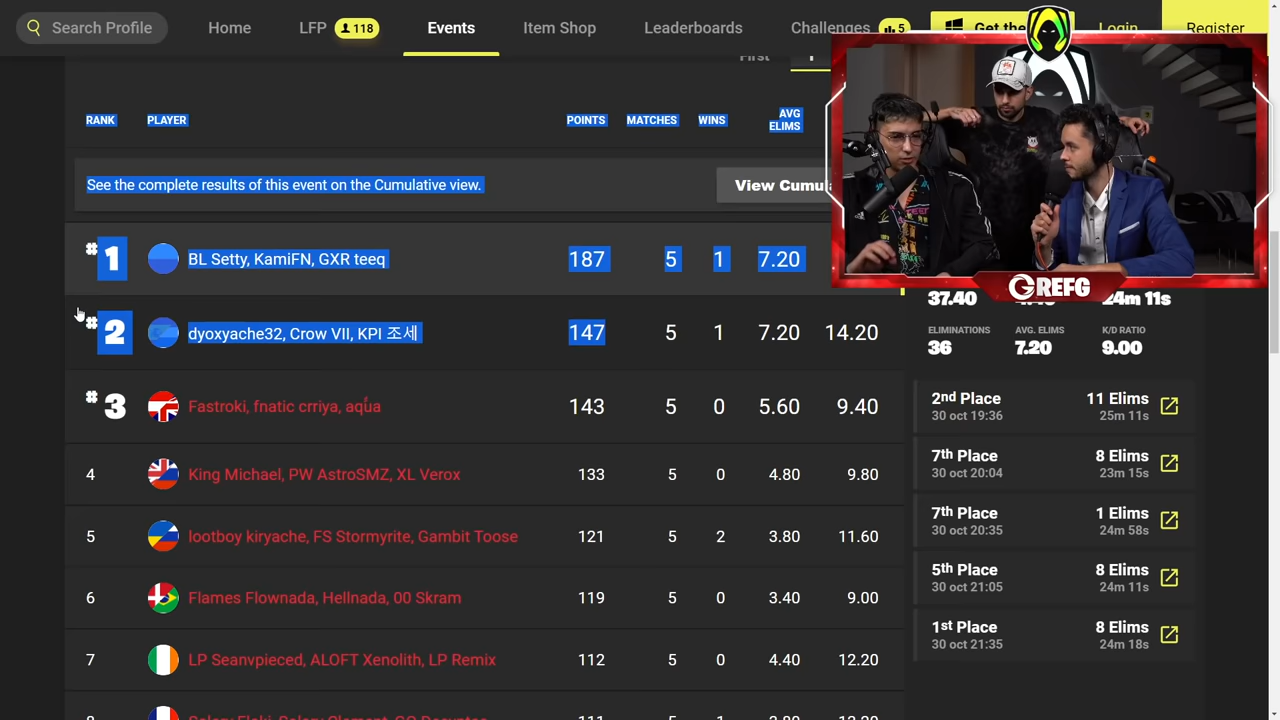 Search Profile
Home
LFP
118
Events
Item Shop
Leaderboards
Challenges
5
Get the
Login
Register
First
1
RANK
PLAYER
POINTS
MATCHES
WINS
AVG
ELIMS
See the complete results of this event on the Cumulative view.
View Cumula
#1
BL Setty, KamiFN, GXR teeq
187
5
1
7.20
#2
dyoxyache32, Crow VII, KPI 조세
147
5
1
7.20
14.20
#3
Fastroki, fnatic crriya, aqúa
143
5
0
5.60
9.40
4
King Michael, PW AstroSMZ, XL Verox
133
5
0
4.80
9.80
5
lootboy kiryache, FS Stormyrite, Gambit Toose
121
5
2
3.80
11.60
6
Flames Flownada, Hellnada, 00 Skram
119
5
0
3.40
9.00
7
LP Seanvpieced, ALOFT Xenolith, LP Remix
112
5
0
4.40
12.20
GREFG
37.40
24m 11s
ELIMINATIONS
AVG. ELIMS
K/D RATIO
36
7.20
9.00
2nd Place
11 Elims
30 oct 19:36
25m 11s
7th Place
8 Elims
30 oct 20:04
23m 15s
7th Place
1 Elims
30 oct 20:35
24m 58s
5th Place
8 Elims
30 oct 21:05
24m 11s
1st Place
8 Elims
30 oct 21:35
24m 18s